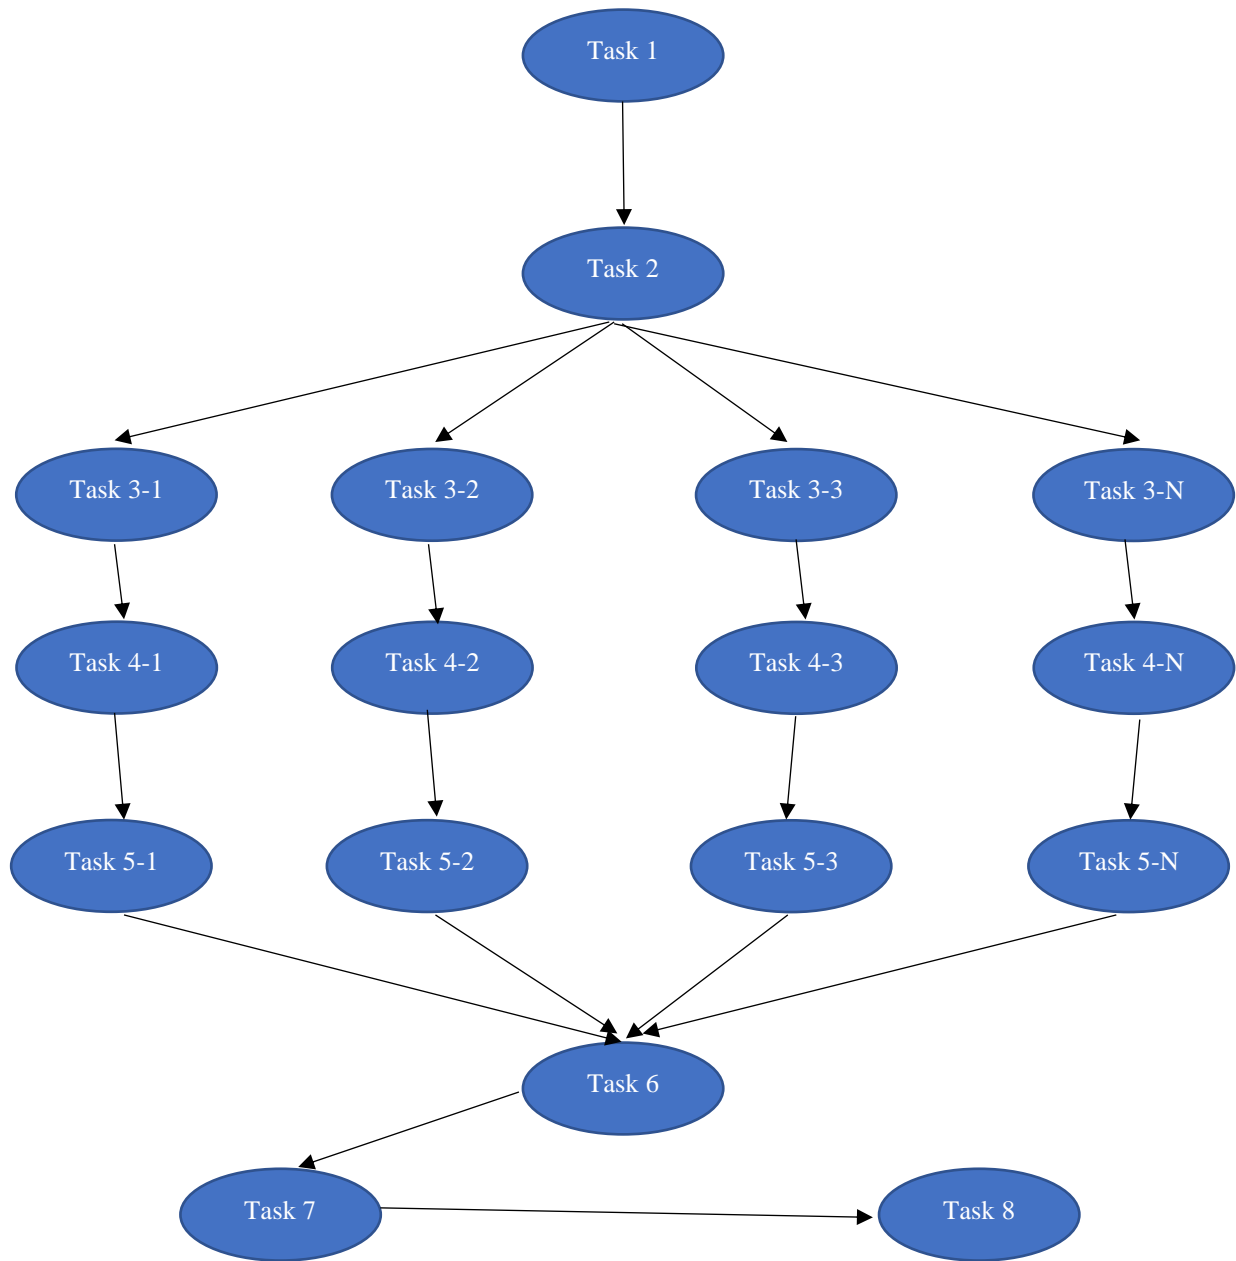 Task 1
Task 2
Task 3-1
Task 3-2
Task 3-3
Task 3-N
Task 4-1
Task 4-2
Task 4-3
Task 4-N
Task 5-1
Task 5-2
Task 5-3
Task 5-N
Task 6
Task 7
Task 8